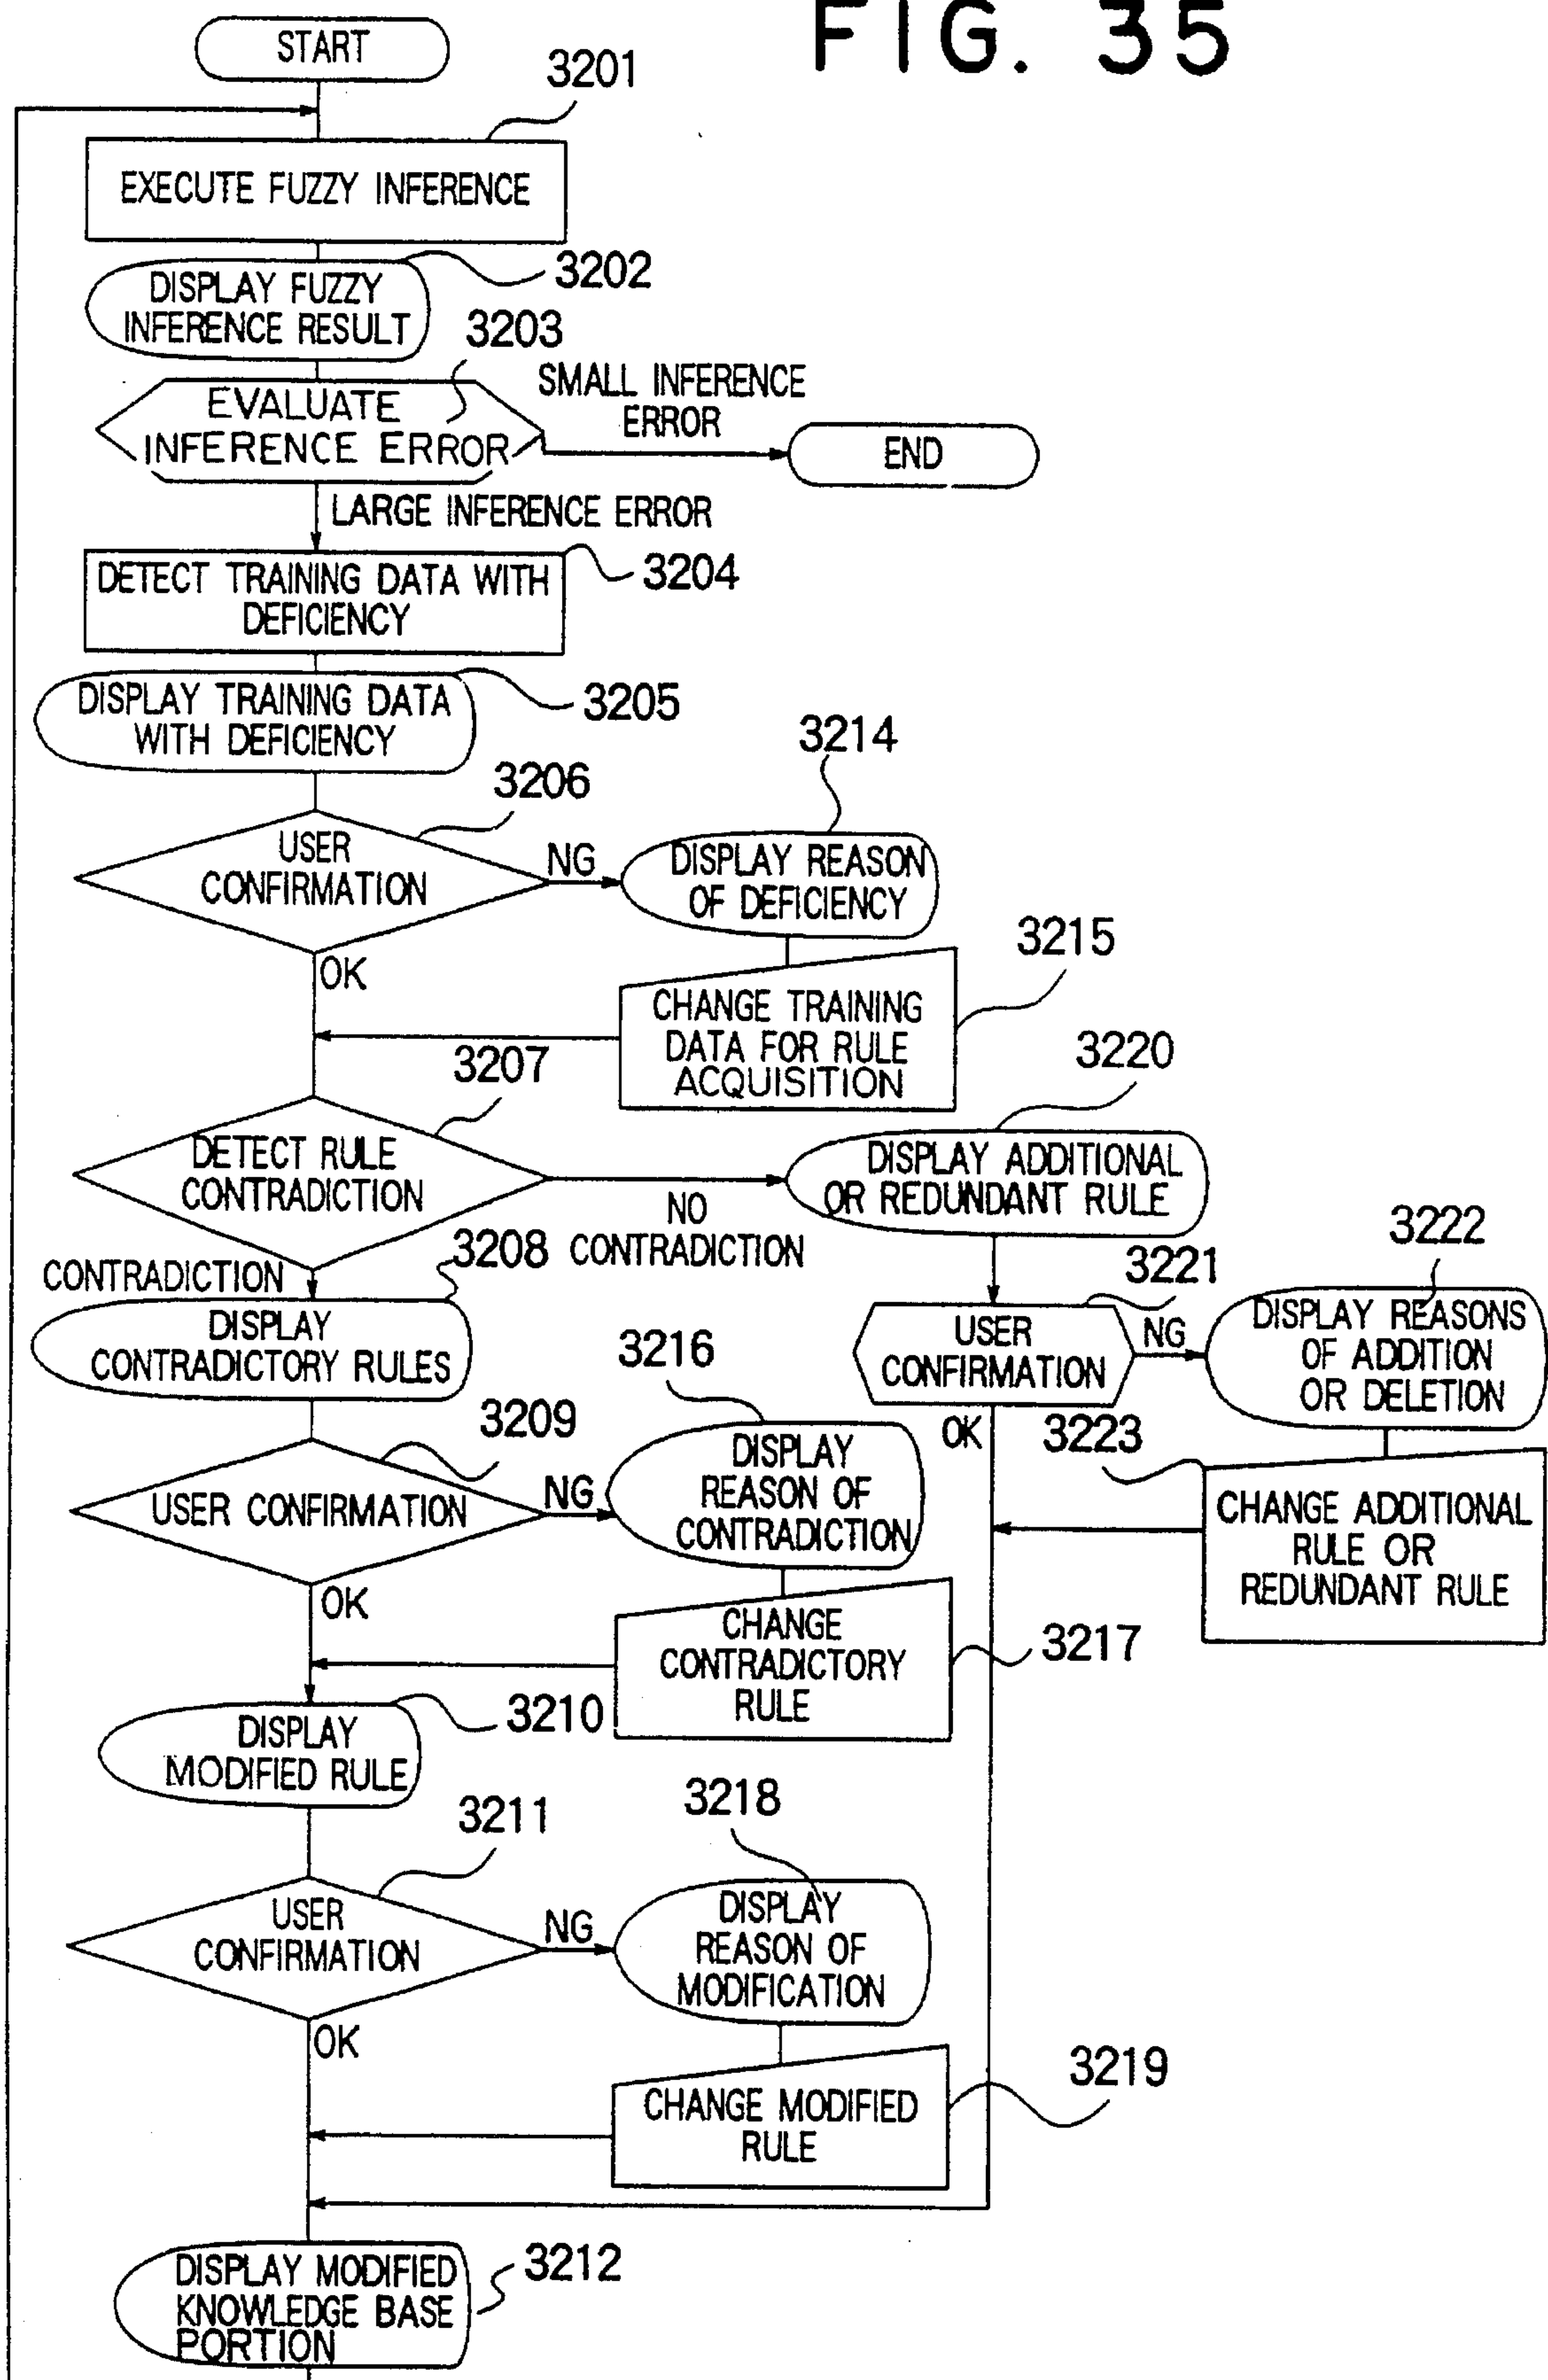 FIG. 35
START
3201
EXECUTE FUZZY INFERENCE
3202
DISPLAY FUZZY
INFERENCE RESULT
3203
EVALUATE
INFERENCE ERROR
SMALL INFERENCE
ERROR
END
LARGE INFERENCE ERROR
3204
DETECT TRAINING DATA WITH
DEFICIENCY
3205
DISPLAY TRAINING DATA
WITH DEFICIENCY
3206
USER
CONFIRMATION
NG
3214
DISPLAY REASON
OF DEFICIENCY
OK
3215
CHANGE TRAINING
DATA FOR RULE
ACQUISITION
3207
DETECT RULE
CONTRADICTION
NO
CONTRADICTION
3220
DISPLAY ADDITIONAL
OR REDUNDANT RULE
CONTRADICTION
3208
DISPLAY
CONTRADICTORY RULES
3221
USER
CONFIRMATION
NG
3222
DISPLAY REASONS
OF ADDITION
OR DELETION
OK
3223
CHANGE ADDITIONAL
RULE OR
REDUNDANT RULE
3209
USER CONFIRMATION
NG
3216
DISPLAY
REASON OF
CONTRADICTION
OK
3217
CHANGE
CONTRADICTORY
RULE
3210
DISPLAY
MODIFIED RULE
3211
USER
CONFIRMATION
NG
3218
DISPLAY
REASON OF
MODIFICATION
OK
3219
CHANGE MODIFIED
RULE
3212
DISPLAY MODIFIED
KNOWLEDGE BASE
PORTION